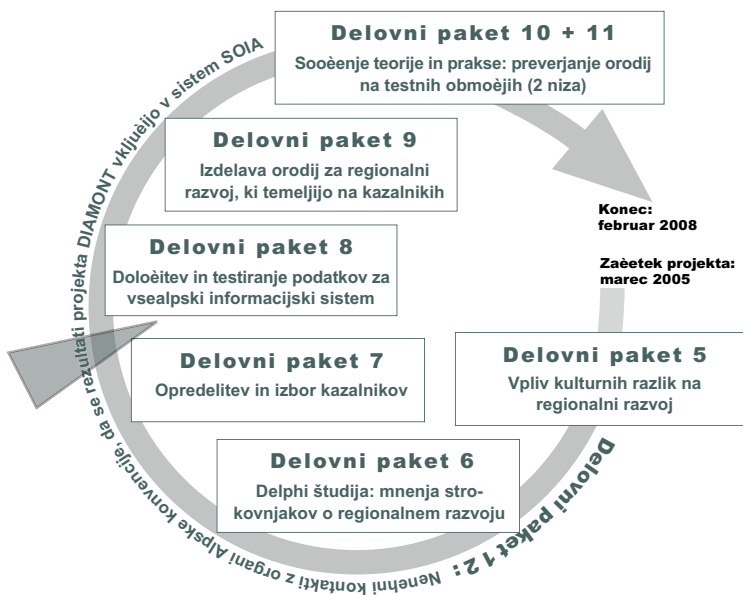 Delovni paket 10 + 11
Sooèenje teorije in prakse: preverjanje orodij
na testnih obmoèjih (2 niza)
Delovni paket 9
Izdelava orodij za regionalni
razvoj, ki temeljijo na kazalnikih
Konec:
februar 2008
Delovni paket 8
Doloèitev in testiranje podatkov za
vsealpski informacijski sistem
Zaèetek projekta:
marec 2005
Delovni paket 7
Opredelitev in izbor kazalnikov
Delovni paket 5
Vpliv kulturnih razlik na
regionalni razvoj
Delovni paket 6
Delphi študija: mnenja stro-
kovnjakov o regionalnem razvoju
Delovni paket 12: Nenehni kontakti z organi Alpske konvencije, da se rezultati projekta DIAMONT vkljuèijo v sistem SOIA